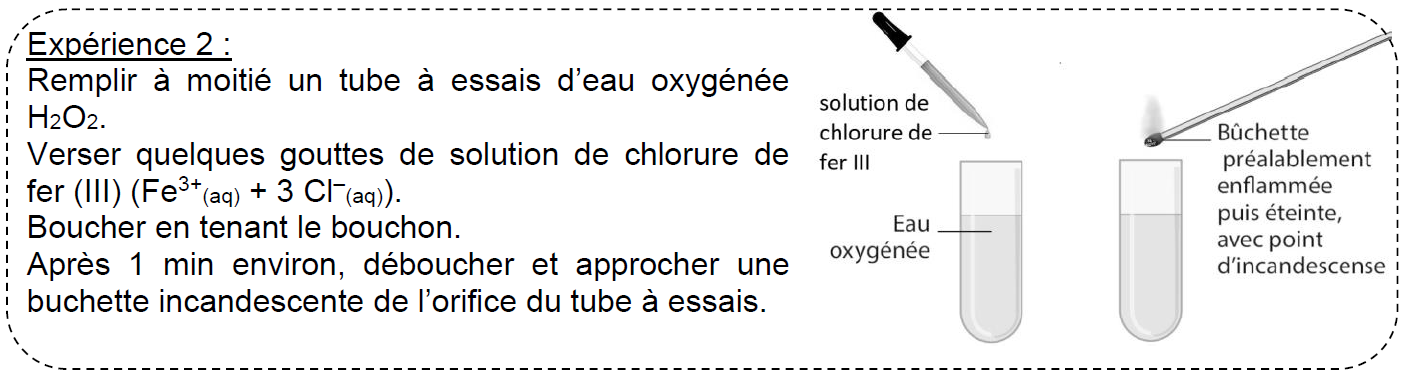 Expérience 2 :
Remplir à moitié un tube à essais d’eau oxygénée
H2O2.
Verser quelques gouttes de solution de chlorure de
fer (III) (Fe³⁺(aq) + 3 Cl⁻(aq)).
Boucher en tenant le bouchon.
Après 1 min environ, déboucher et approcher une
buchette incandescente de l’orifice du tube à essais.
solution de
chlorure de
fer III
Eau
oxygénée
Bûchette
préalablement
enflammée
puis éteinte,
avec point
d’incandescense